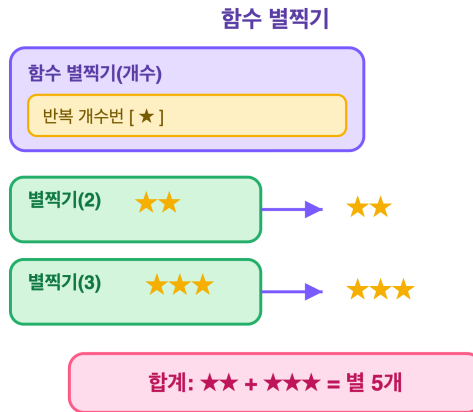 함수 별찍기
함수 별찍기(개수)
반복 개수번 [ ★ ]
별찍기(2) ★★ ★★
별찍기(3) ★★★ ★★★
합계: ★★ + ★★★ = 별 5개